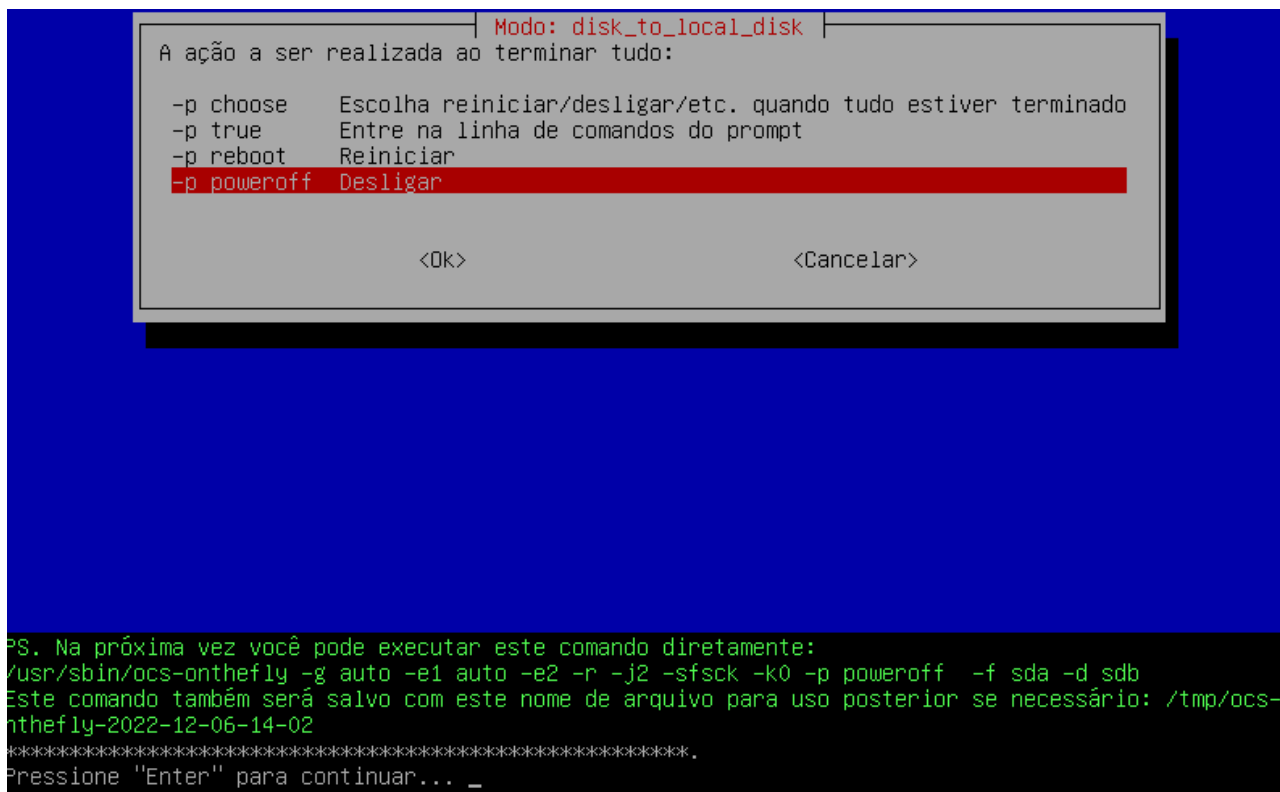 Modo: disk_to_local_disk
A ação a ser realizada ao terminar tudo:
-p choose Escolha reiniciar/desligar/etc. quando tudo estiver terminado
-p true Entre na linha de comandos do prompt
-p reboot Reiniciar
-p poweroff Desligar
<Ok> <Cancelar>
PS. Na próxima vez você pode executar este comando diretamente:
/usr/sbin/ocs-onthefly -g auto -e1 auto -e2 -r -j2 -sfsck -k0 -p poweroff -f sda -d sdb
Este comando também será salvo com este nome de arquivo para uso posterior se necessário: /tmp/ocs-
nthefly-2022-12-06-14-02
*******************************************************.
Pressione "Enter" para continuar... _